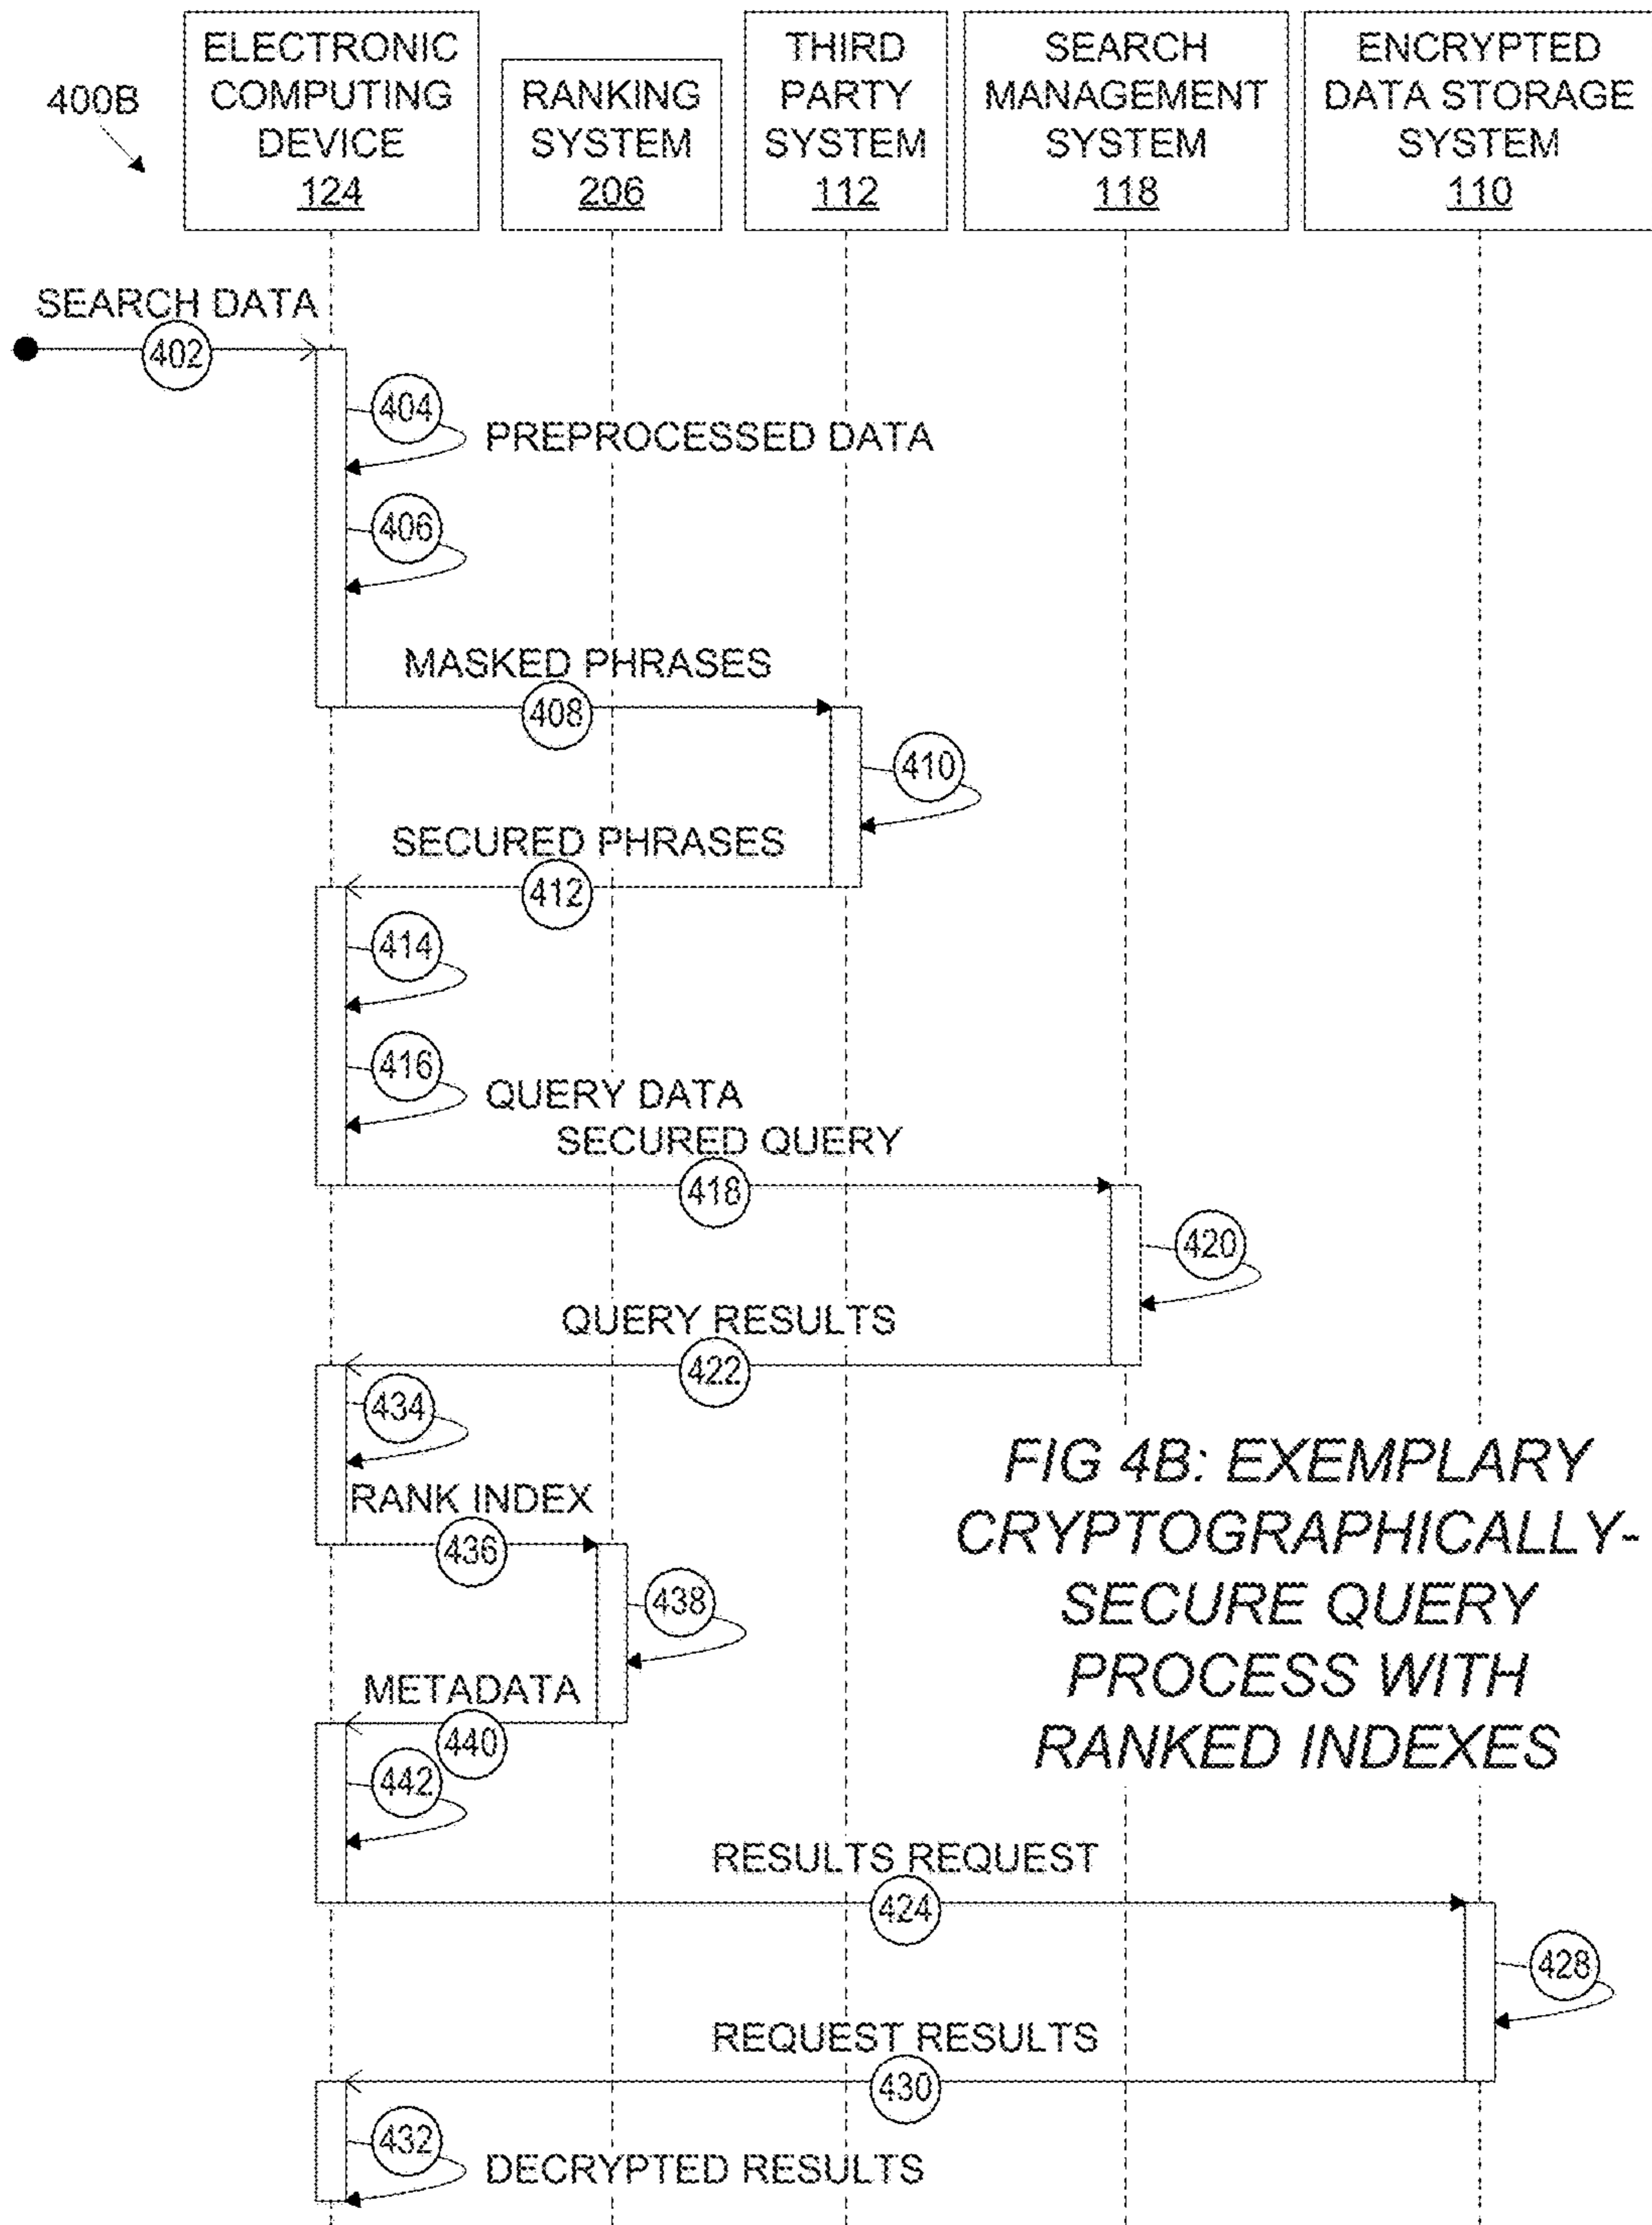 400B
ELECTRONIC
COMPUTING
DEVICE
124
RANKING
SYSTEM
206
THIRD
PARTY
SYSTEM
112
SEARCH
MANAGEMENT
SYSTEM
118
ENCRYPTED
DATA STORAGE
SYSTEM
110
SEARCH DATA
402
404
PREPROCESSED DATA
406
MASKED PHRASES
408
410
SECURED PHRASES
412
414
416
QUERY DATA
SECURED QUERY
418
420
QUERY RESULTS
422
434
RANK INDEX
436
438
METADATA
440
442
FIG 4B: EXEMPLARY
CRYPTOGRAPHICALLY-
SECURE QUERY
PROCESS WITH
RANKED INDEXES
RESULTS REQUEST
424
428
REQUEST RESULTS
430
432
DECRYPTED RESULTS